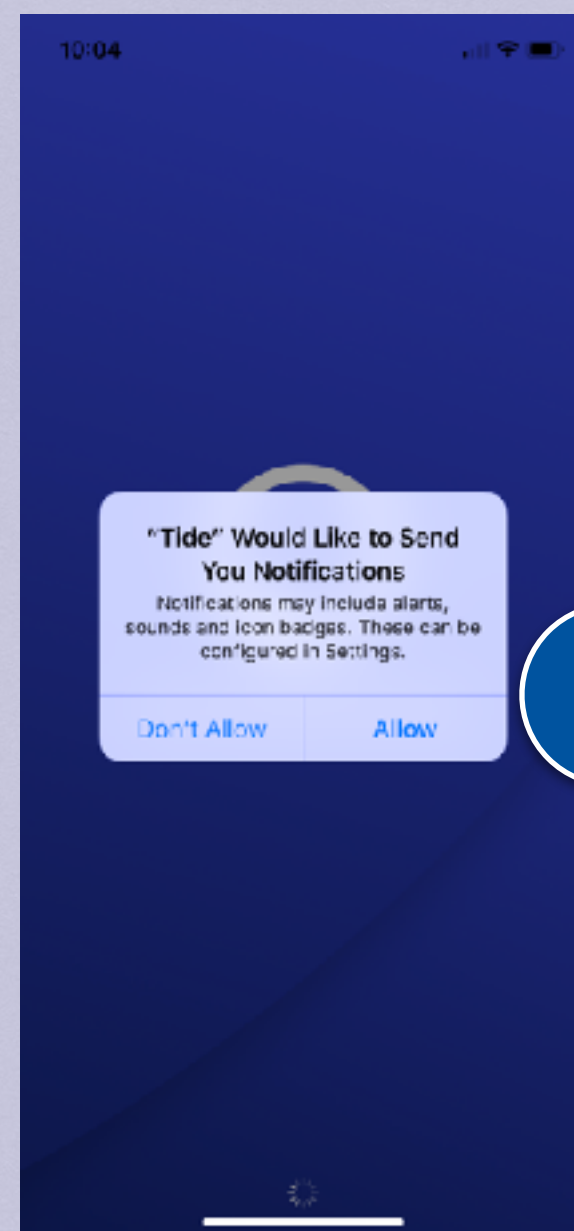 10:04
"Tide" Would Like to Send
You Notifications
Notifications may include alerts,
sounds and icon badges. These can be
configured in Settings.
Don't Allow
Allow